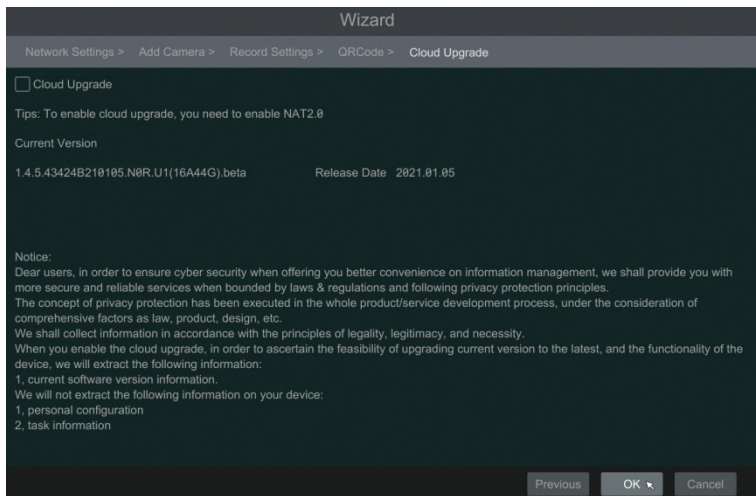 Wizard
Network Settings > Add Camera > Record Settings > QRCode > Cloud Upgrade
Cloud Upgrade
Tips: To enable cloud upgrade, you need to enable NAT2.0
Current Version
1.4.5.43424B210105.N0R.U1(16A44G).beta Release Date 2021.01.05
Notice:
Dear users, in order to ensure cyber security when offering you better convenience on information management, we shall provide you with
more secure and reliable services when bounded by laws & regulations and following privacy protection principles.
The concept of privacy protection has been executed in the whole product/service development process, under the consideration of
comprehensive factors as law, product, design, etc.
We shall collect information in accordance with the principles of legality, legitimacy, and necessity.
When you enable the cloud upgrade, in order to ascertain the feasibility of upgrading current version to the latest, and the functionality of the
device, we will extract the following information:
1, current software version information.
We will not extract the following information on your device:
1, personal configuration
2, task information
Previous OK Cancel